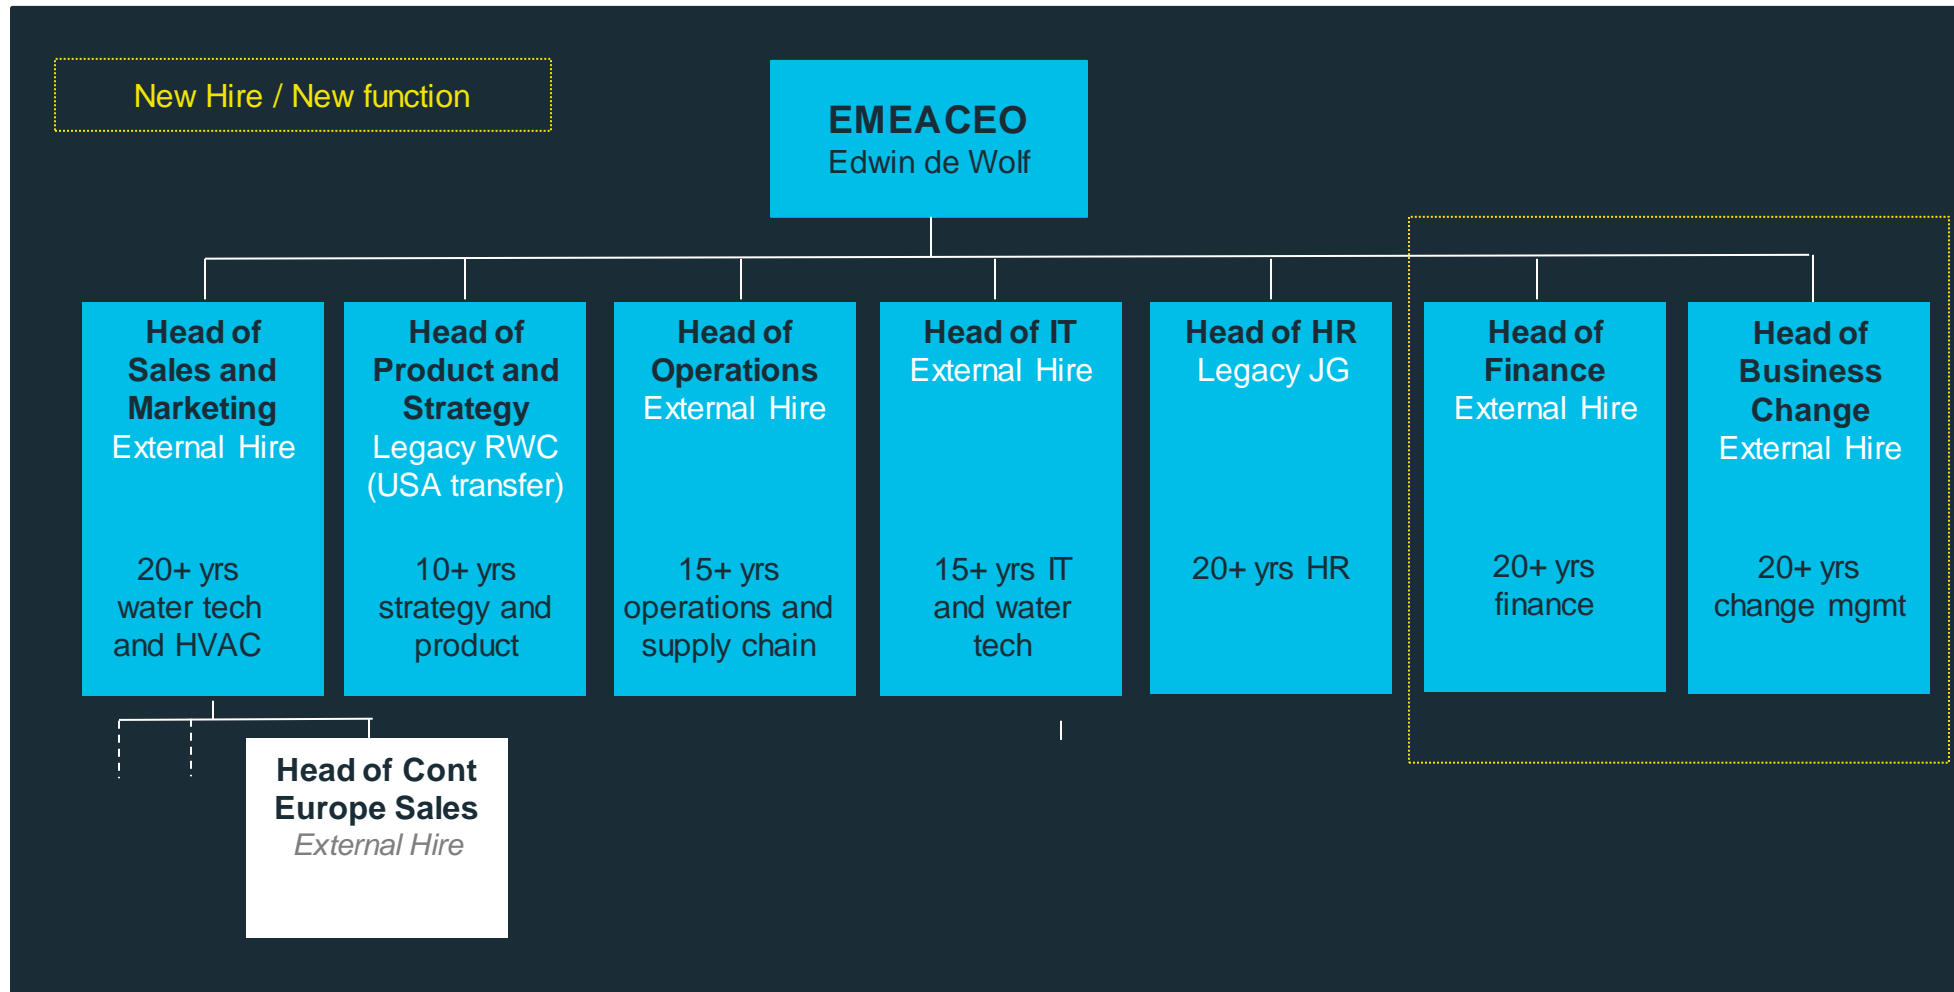 New Hire / New function
EMEACEO
Edwin de Wolf
Head of
Sales and
Marketing
External Hire
20+ yrs
water tech
and HVAC
Head of
Product and
Strategy
Legacy RWC
(USA transfer)
10+ yrs
strategy and
product
Head of
Operations
External Hire
15+ yrs
operations and
supply chain
Head of IT
External Hire
15+ yrs IT
and water
tech
Head of HR
Legacy JG
20+ yrs HR
Head of
Finance
External Hire
20+ yrs
finance
Head of
Business
Change
External Hire
20+ yrs
change mgmt
Head of Cont
Europe Sales
External Hire